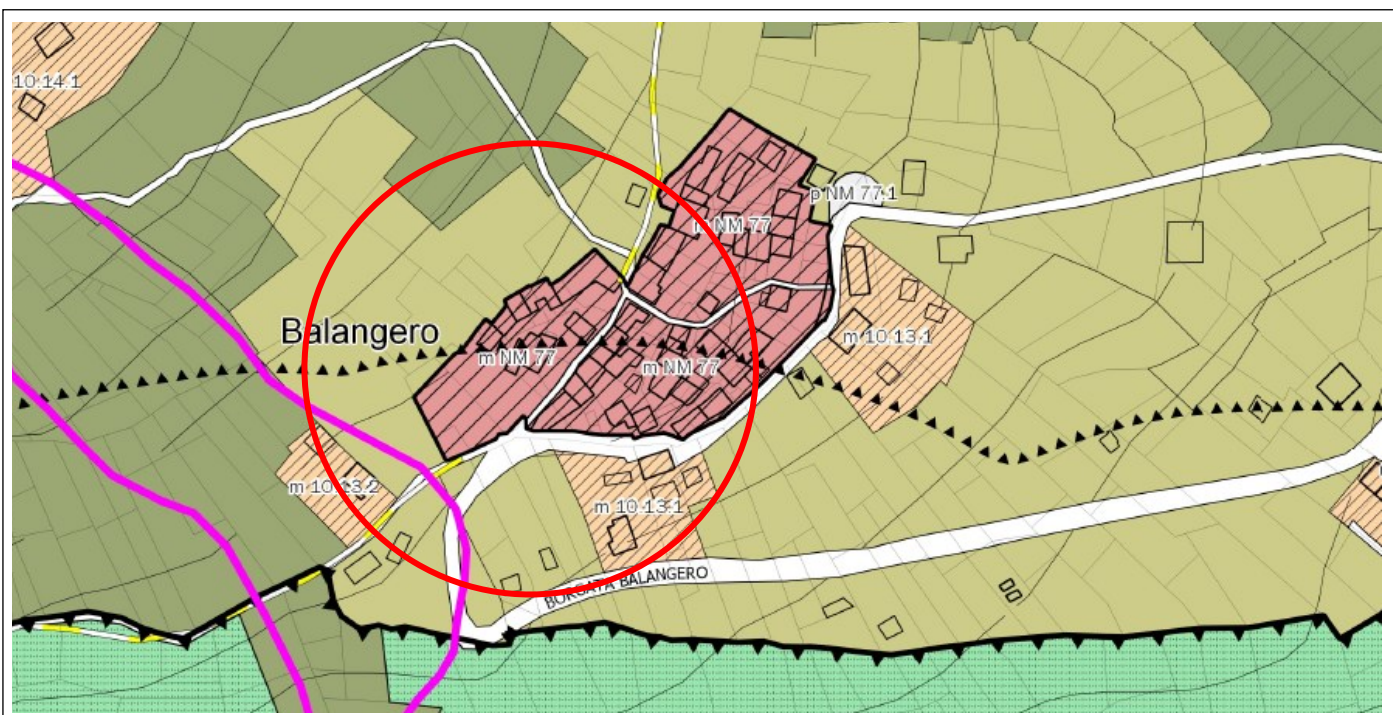 10.14.1
p NM 77.1
m NM 77
Balangero
m NM 77
m NM 77
m 10.13.1
m 10.13.2
m 10.13.1
BORGATA BALANGERO